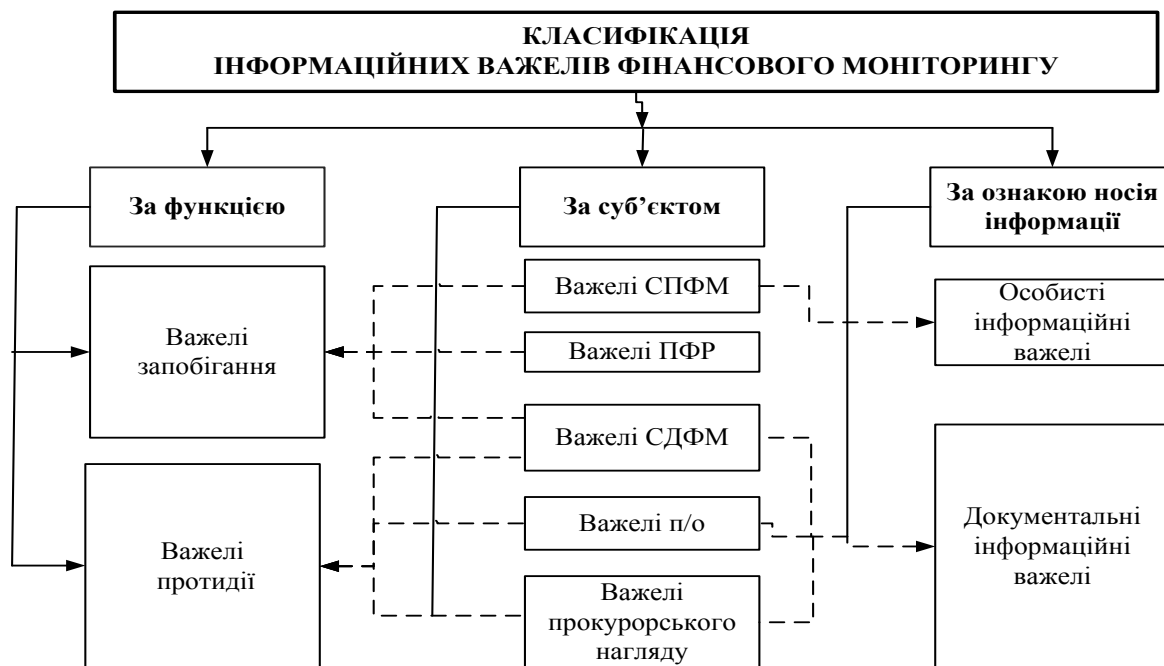 КЛАСИФІКАЦІЯ
ІНФОРМАЦІЙНИХ ВАЖЕЛІВ ФІНАНСОВОГО МОНІТОРИНГУ
За функцією
За суб’єктом
За ознакою носія
інформації
Важелі
запобігання
Важелі
протидії
Важелі СПФМ
Важелі ПФР
Важелі СДФМ
Важелі п/о
Важелі
прокурорського
нагляду
Особисті
інформаційні
важелі
Документальні
інформаційні
важелі